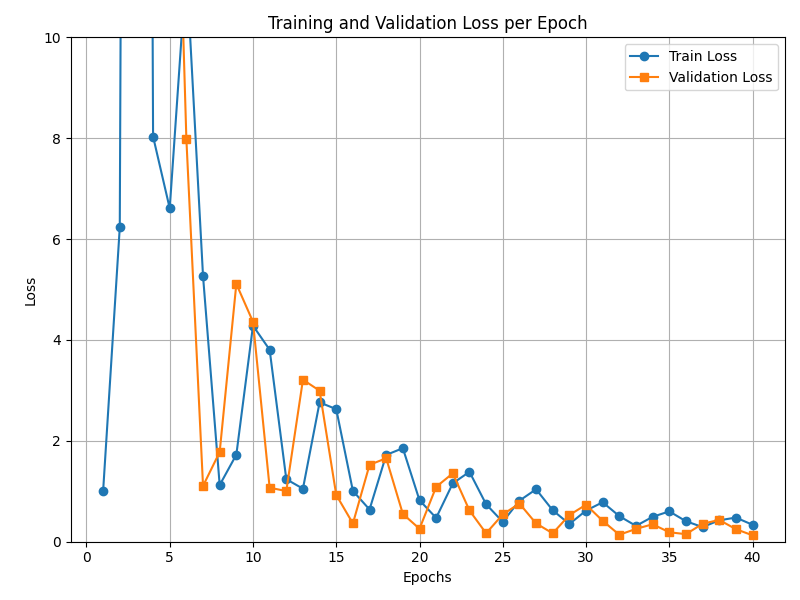 Training and Validation Loss per Epoch
Train Loss
Validation Loss
Loss
10
8
6
4
2
0
0 5 10 15 20 25 30 35 40
Epochs